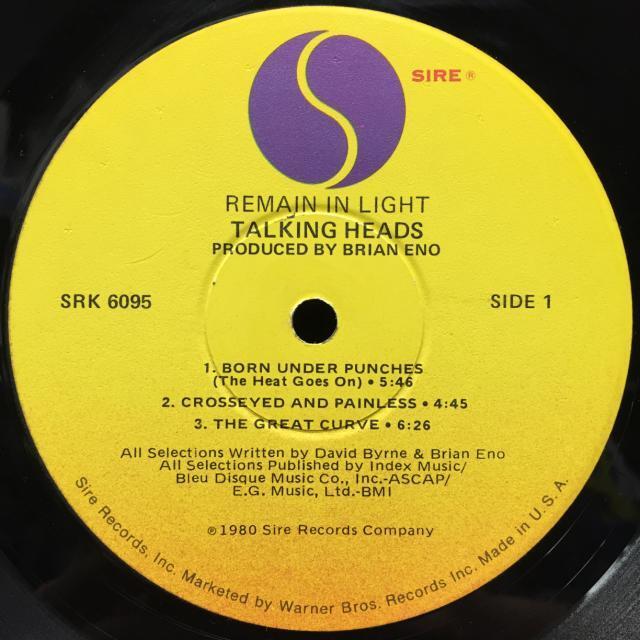 SIRE ®
REMAIN IN LIGHT
TALKING HEADS
PRODUCED BY BRIAN ENO
SRK 6095
SIDE 1
1. BORN UNDER PUNCHES
(The Heat Goes On) • 5:46
2. CROSSEYED AND PAINLESS • 4:45
3. THE GREAT CURVE • 6:26
All Selections Written by David Byrne & Brian Eno
All Selections Published by Index Music/
Bleu Disque Music Co., Inc.-ASCAP/
E.G. Music, Ltd.-BMI
℗ 1980 Sire Records Company
Sire Records, Inc. Marketed by Warner Bros. Records Inc. Made in U.S.A.